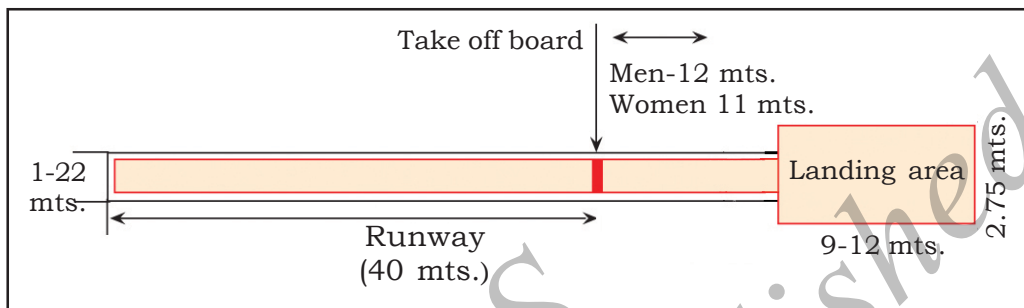 Take off board
Men-12 mts.
Women 11 mts.
1-22
mts.
Landing area
2.75 mts.
9-12 mts.
Runway
(40 mts.)